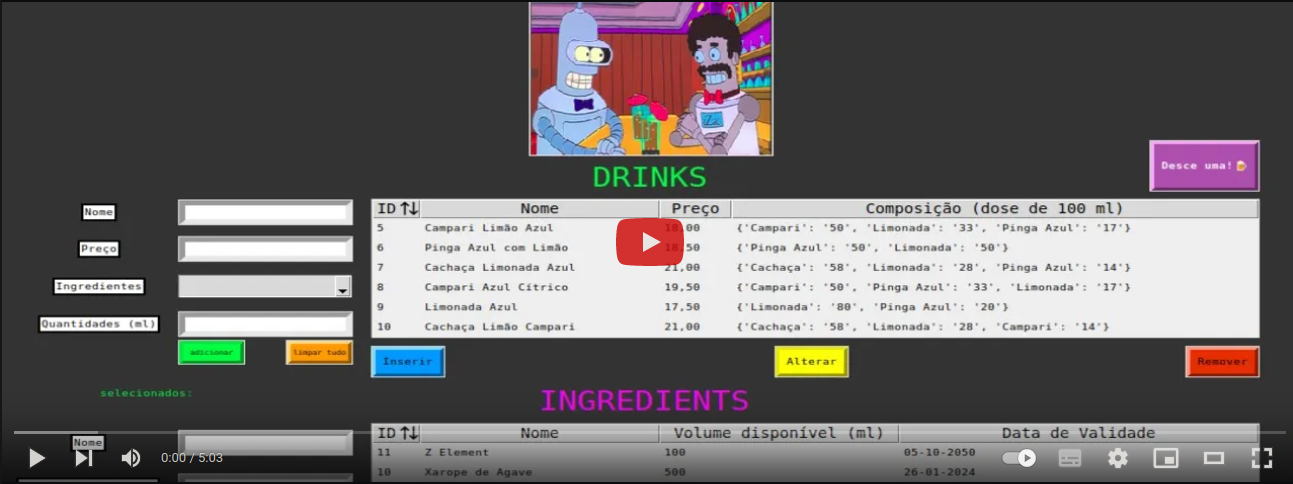 DRINKS
Desce uma!
Nome
Preço
Ingredientes
Quantidades (ml)
adicionar limpar tudo
selecionados:
ID Nome Preço Composição (dose de 100 ml)
5 Campari Limão Azul 18,00 {'Campari': '50', 'Limonada': '33', 'Pinga Azul': '17'}
6 Pinga Azul com Limão 18,50 {'Pinga Azul': '50', 'Limonada': '50'}
7 Cachaça Limonada Azul 21,00 {'Cachaça': '58', 'Limonada': '28', 'Pinga Azul': '14'}
8 Campari Azul Cítrico 19,50 {'Campari': '50', 'Pinga Azul': '33', 'Limonada': '17'}
9 Limonada Azul 17,50 {'Limonada': '80', 'Pinga Azul': '20'}
10 Cachaça Limão Campari 21,00 {'Cachaça': '58', 'Limonada': '28', 'Campari': '14'}
Inserir Alterar Remover
INGREDIENTS
Nome
ID Nome Volume disponível (ml) Data de Validade
11 Z Element 100 05-10-2050
10 Xarope de Agave 500 26-01-2024
0:00 / 5:03